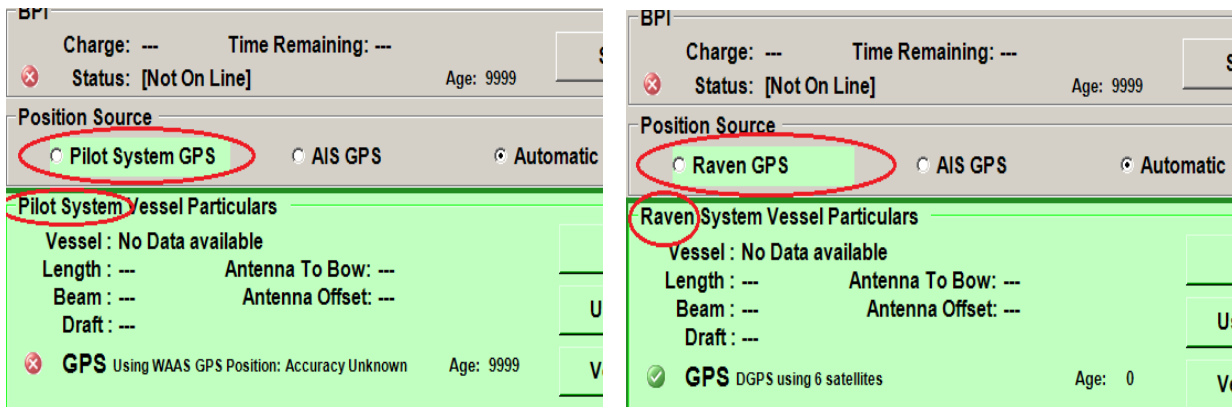 BPI
Charge: --- Time Remaining: ---
Status: [Not On Line] Age: 9999
Position Source
Pilot System GPS AIS GPS Automatic
Pilot System Vessel Particulars
Vessel : No Data available
Length : --- Antenna To Bow: ---
Beam : --- Antenna Offset: ---
Draft : ---
GPS Using WAAS GPS Position: Accuracy Unknown Age: 9999
BPI
Charge: --- Time Remaining: ---
Status: [Not On Line] Age: 9999
Position Source
Raven GPS AIS GPS Automatic
Raven System Vessel Particulars
Vessel : No Data available
Length : --- Antenna To Bow: ---
Beam : --- Antenna Offset: ---
Draft : ---
GPS DGPS using 6 satellites Age: 0